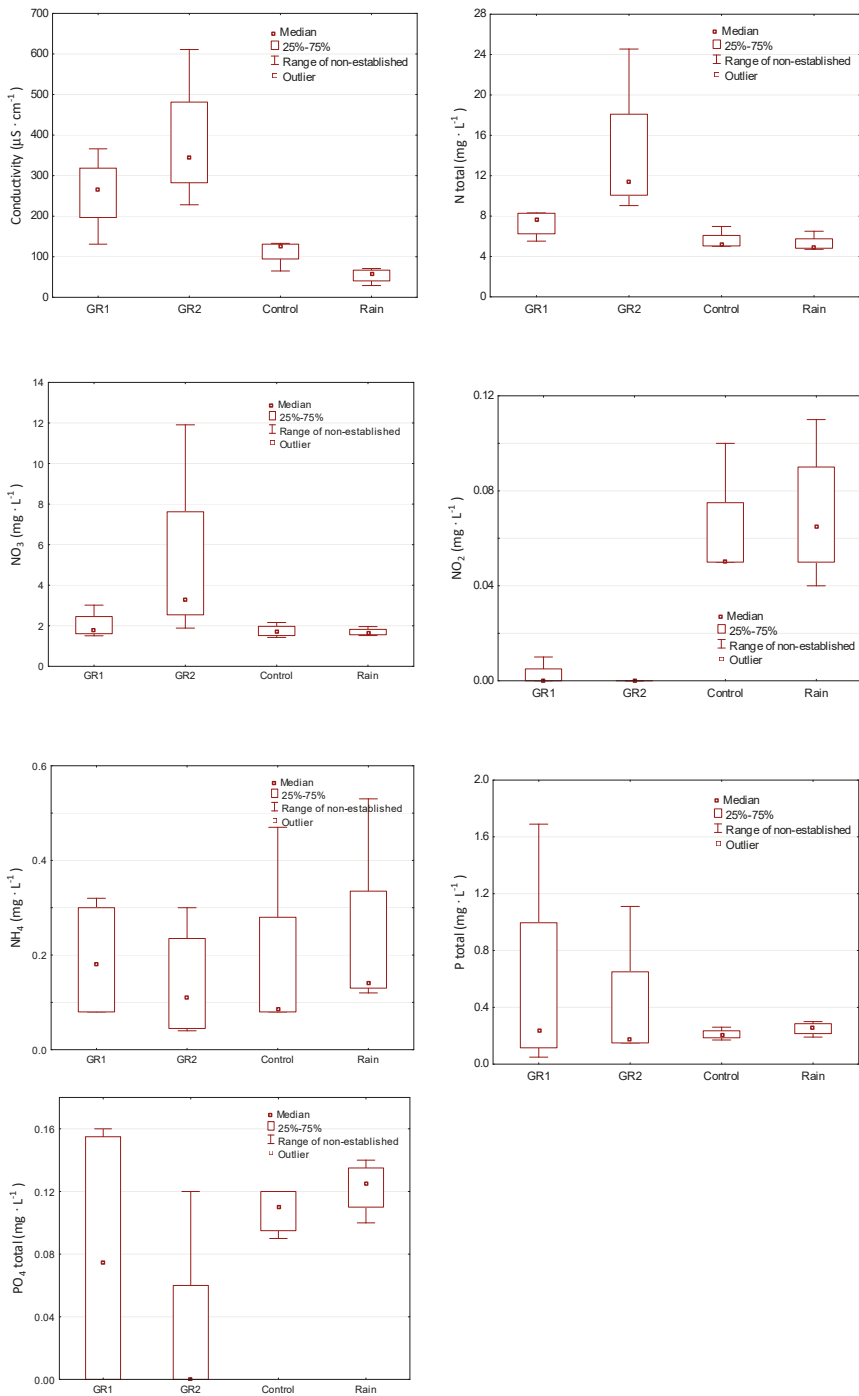 Conductivity (µS · cm⁻¹)
700
600
500
400
300
200
100
0
Median
25%-75%
Range of non-established
Outlier
GR1 GR2 Control Rain
N total (mg · L⁻¹)
28
24
20
16
12
8
4
0
Median
25%-75%
Range of non-established
Outlier
GR1 GR2 Control Rain
NO₃ (mg · L⁻¹)
14
12
10
8
6
4
2
0
Median
25%-75%
Range of non-established
Outlier
GR1 GR2 Control Rain
NO₂ (mg · L⁻¹)
0.12
0.08
0.04
0.00
Median
25%-75%
Range of non-established
Outlier
GR1 GR2 Control Rain
NH₄ (mg · L⁻¹)
0.6
0.4
0.2
0.0
Median
25%-75%
Range of non-established
Outlier
GR1 GR2 Control Rain
P total (mg · L⁻¹)
2.0
1.6
1.2
0.8
0.4
0.0
Median
25%-75%
Range of non-established
Outlier
GR1 GR2 Control Rain
PO₄ total (mg · L⁻¹)
0.16
0.12
0.08
0.04
0.00
Median
25%-75%
Range of non-established
Outlier
GR1 GR2 Control Rain